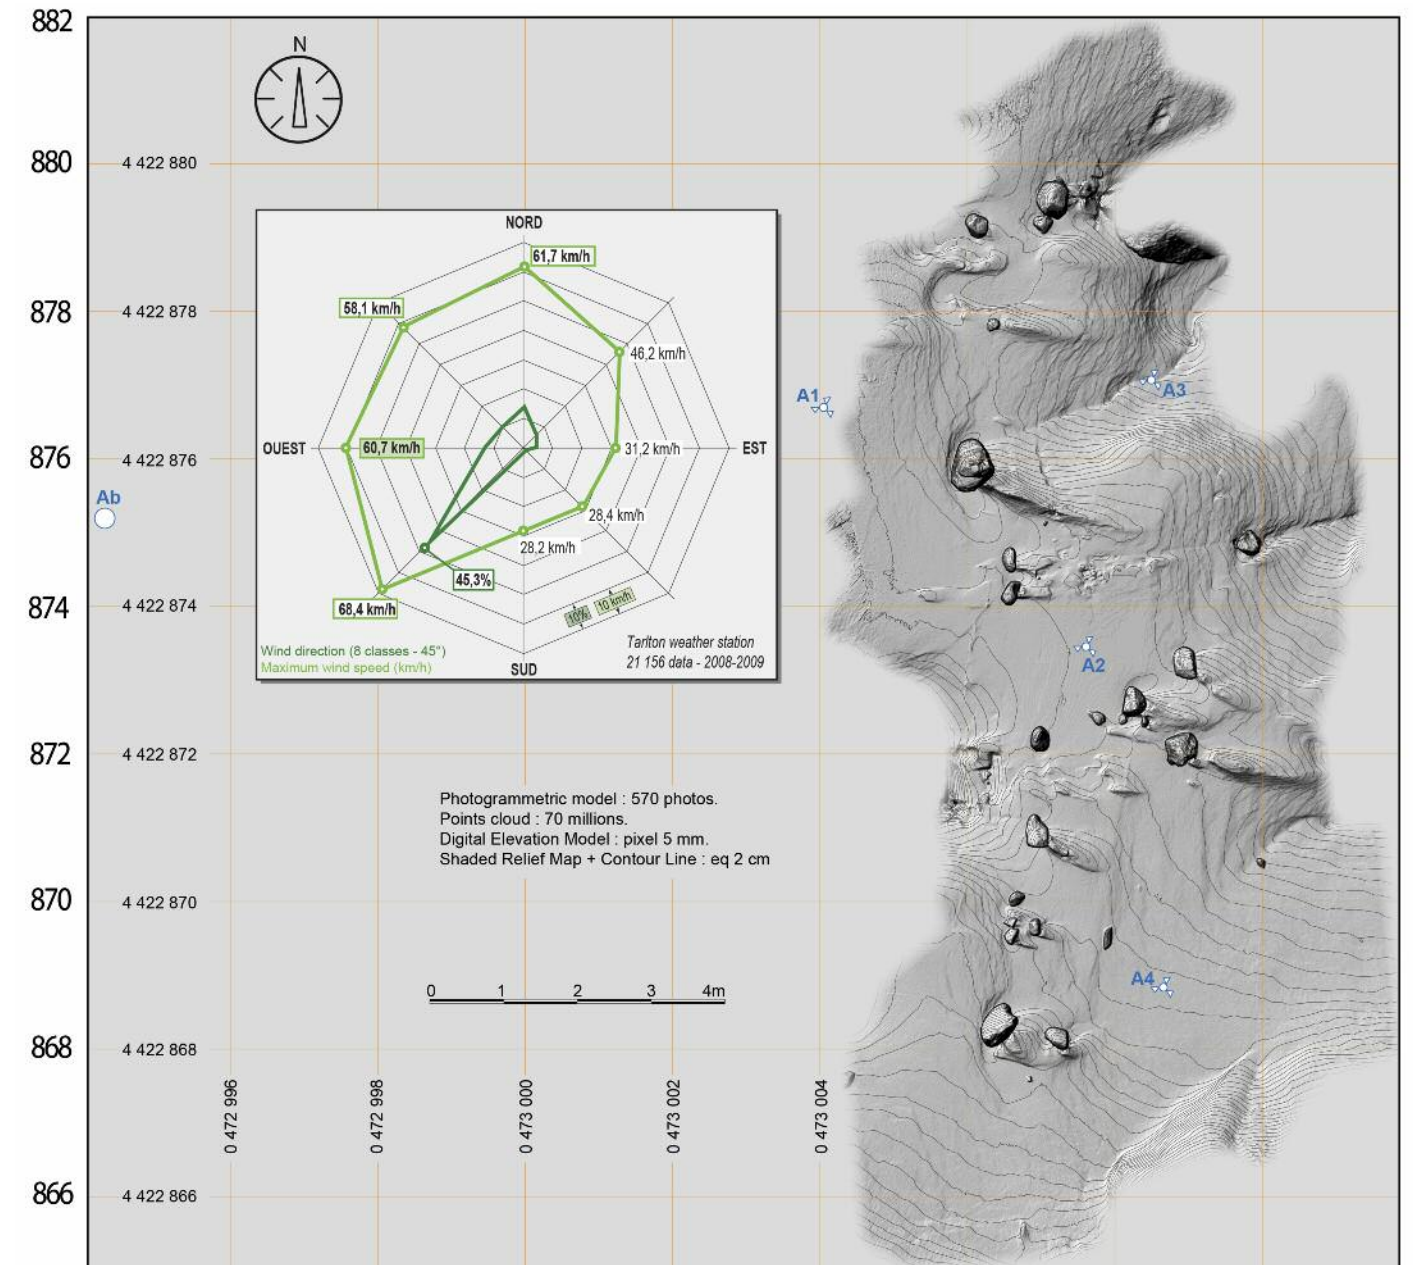 882
N
880
4 422 880
NORD
61,7 km/h
58,1 km/h
878
4 422 878
46,2 km/h
A1
A3
OUEST
60,7 km/h
31,2 km/h
EST
876
4 422 876
Ab
28,4 km/h
28,2 km/h
45,3%
10%
10 km/h
68,4 km/h
874
4 422 874
Wind direction (8 classes - 45°)
Maximum wind speed (km/h)
SUD
Tarlton weather station
21 156 data - 2008-2009
A2
872
4 422 872
Photogrammetric model : 570 photos.
Points cloud : 70 millions.
Digital Elevation Model : pixel 5 mm.
Shaded Relief Map + Contour Line : eq 2 cm
870
4 422 870
A4
0 1 2 3 4m
868
4 422 868
0 472 996
0 472 998
0 473 000
0 473 002
0 473 004
866
4 422 866